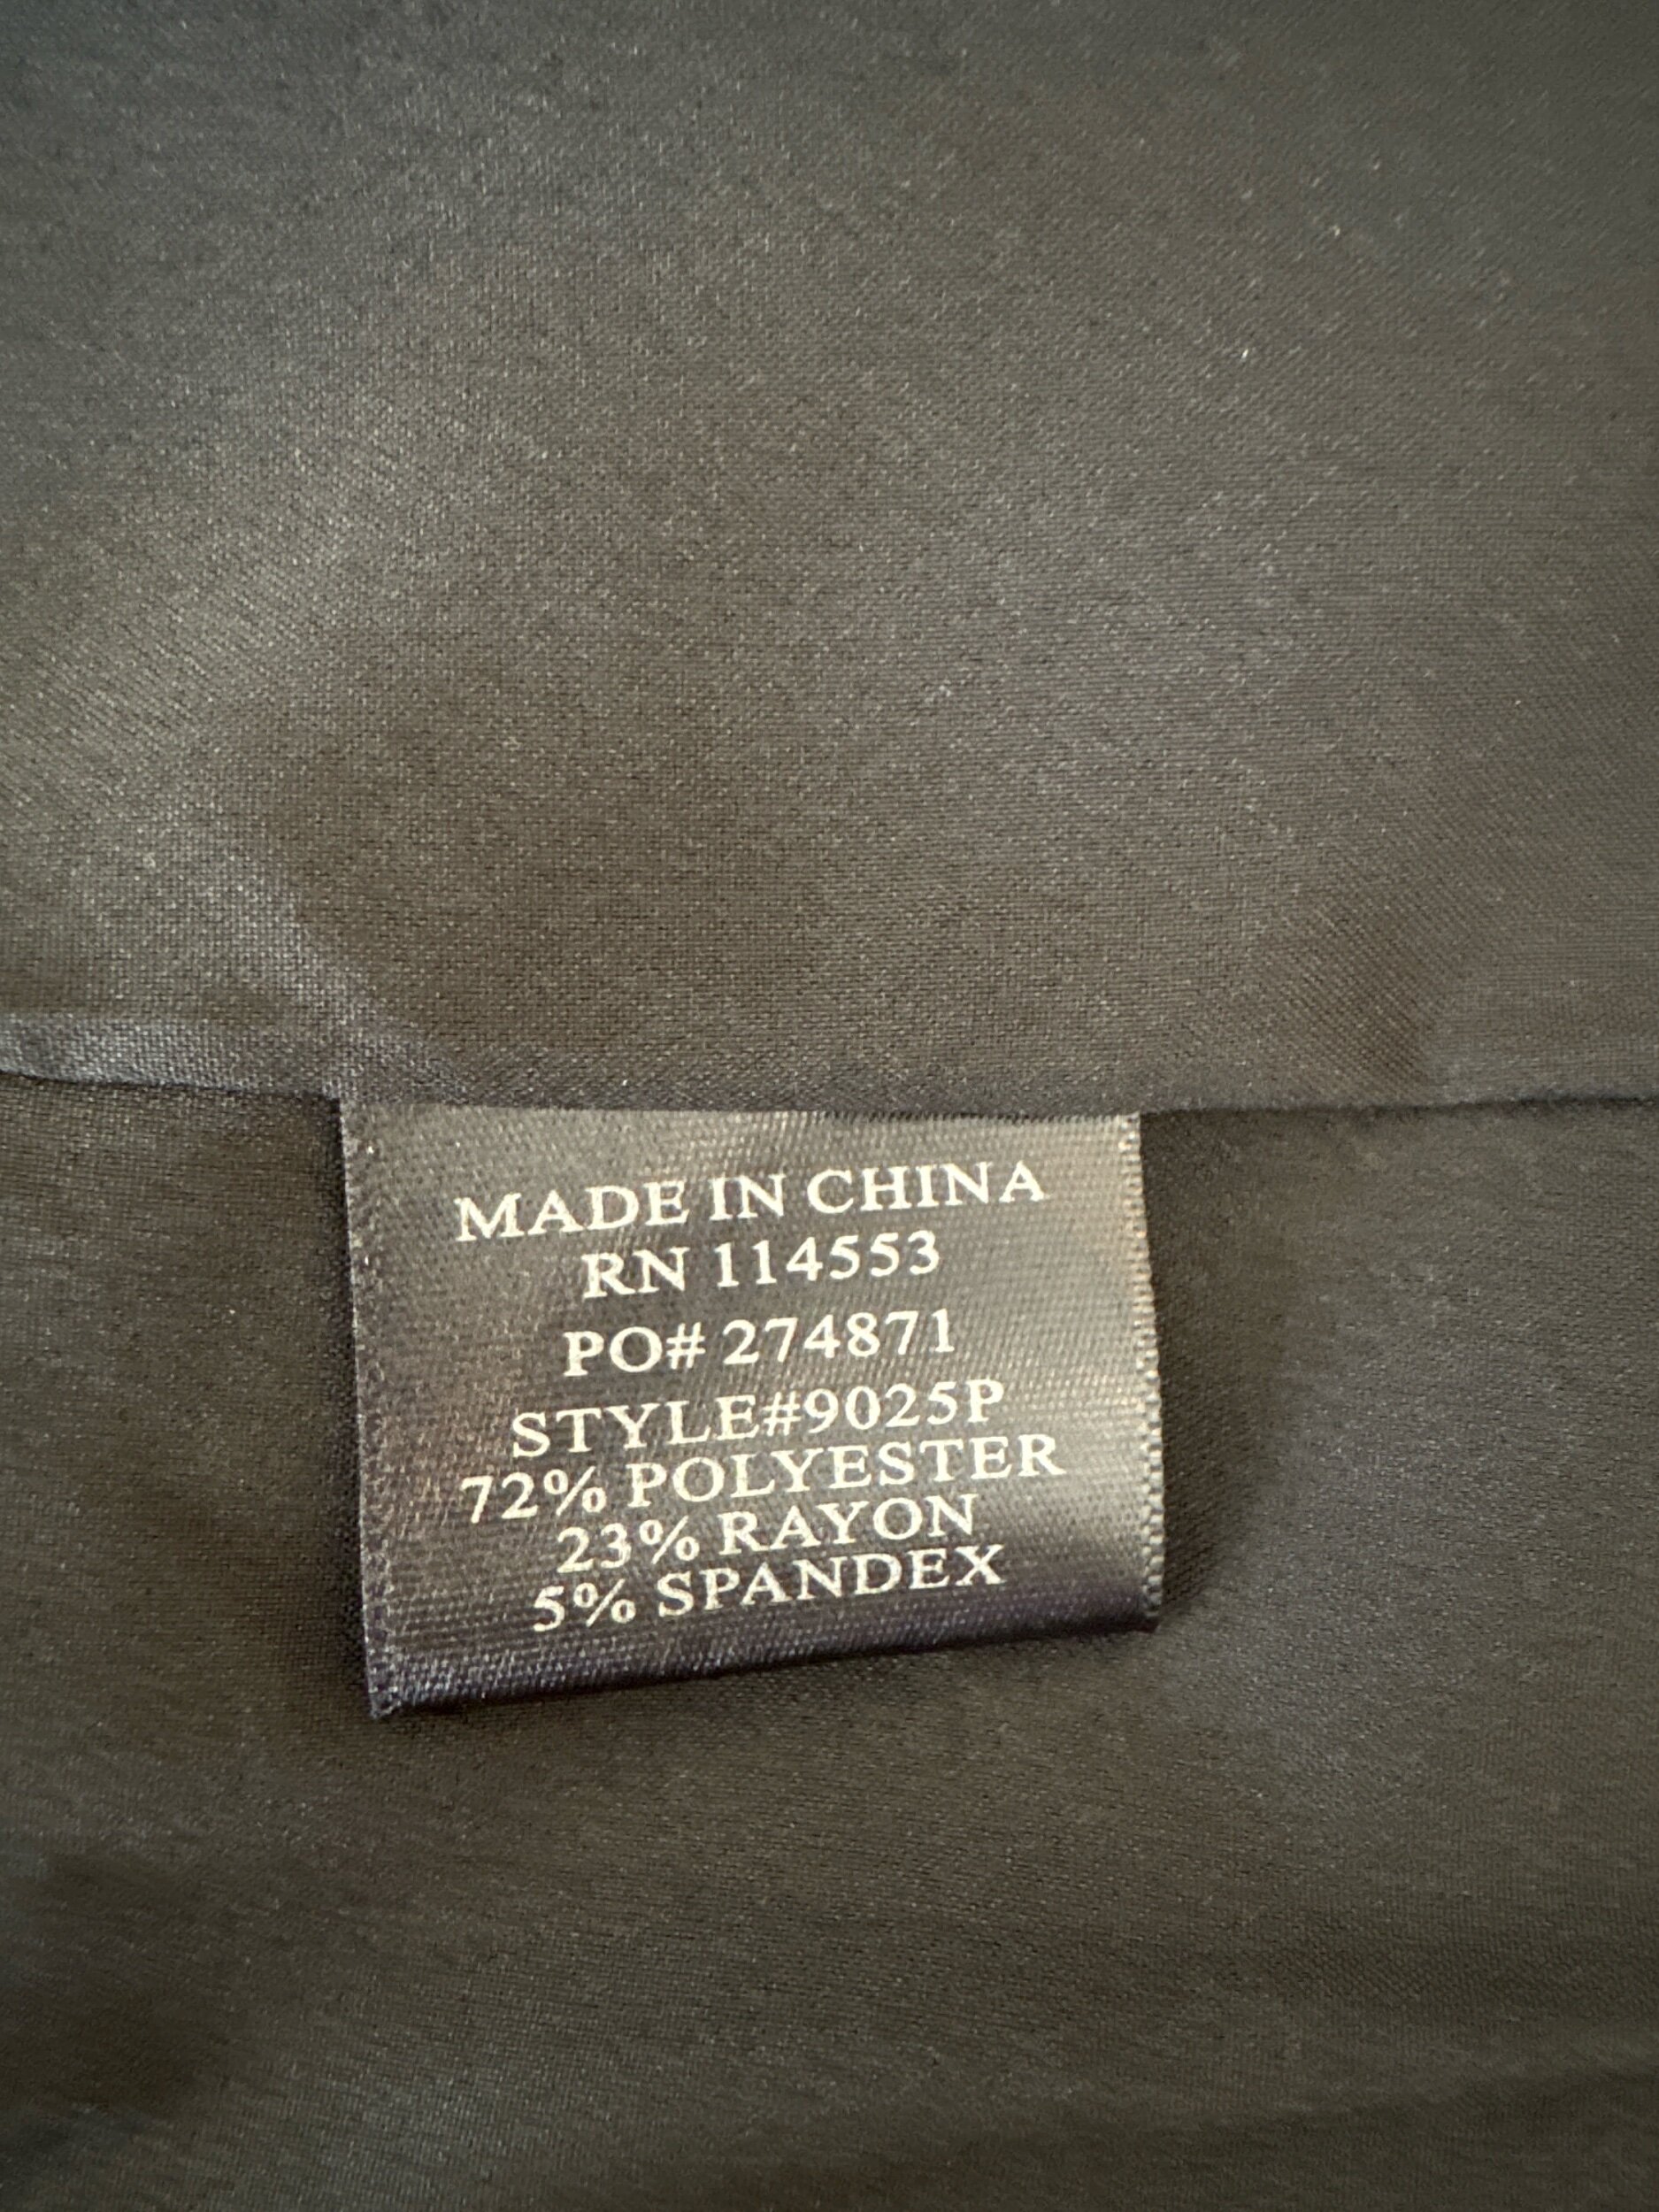 MADE IN CHINA
RN 114553
PO# 274871
STYLE#9025P
72% POLYESTER
23% RAYON
5% SPANDEX